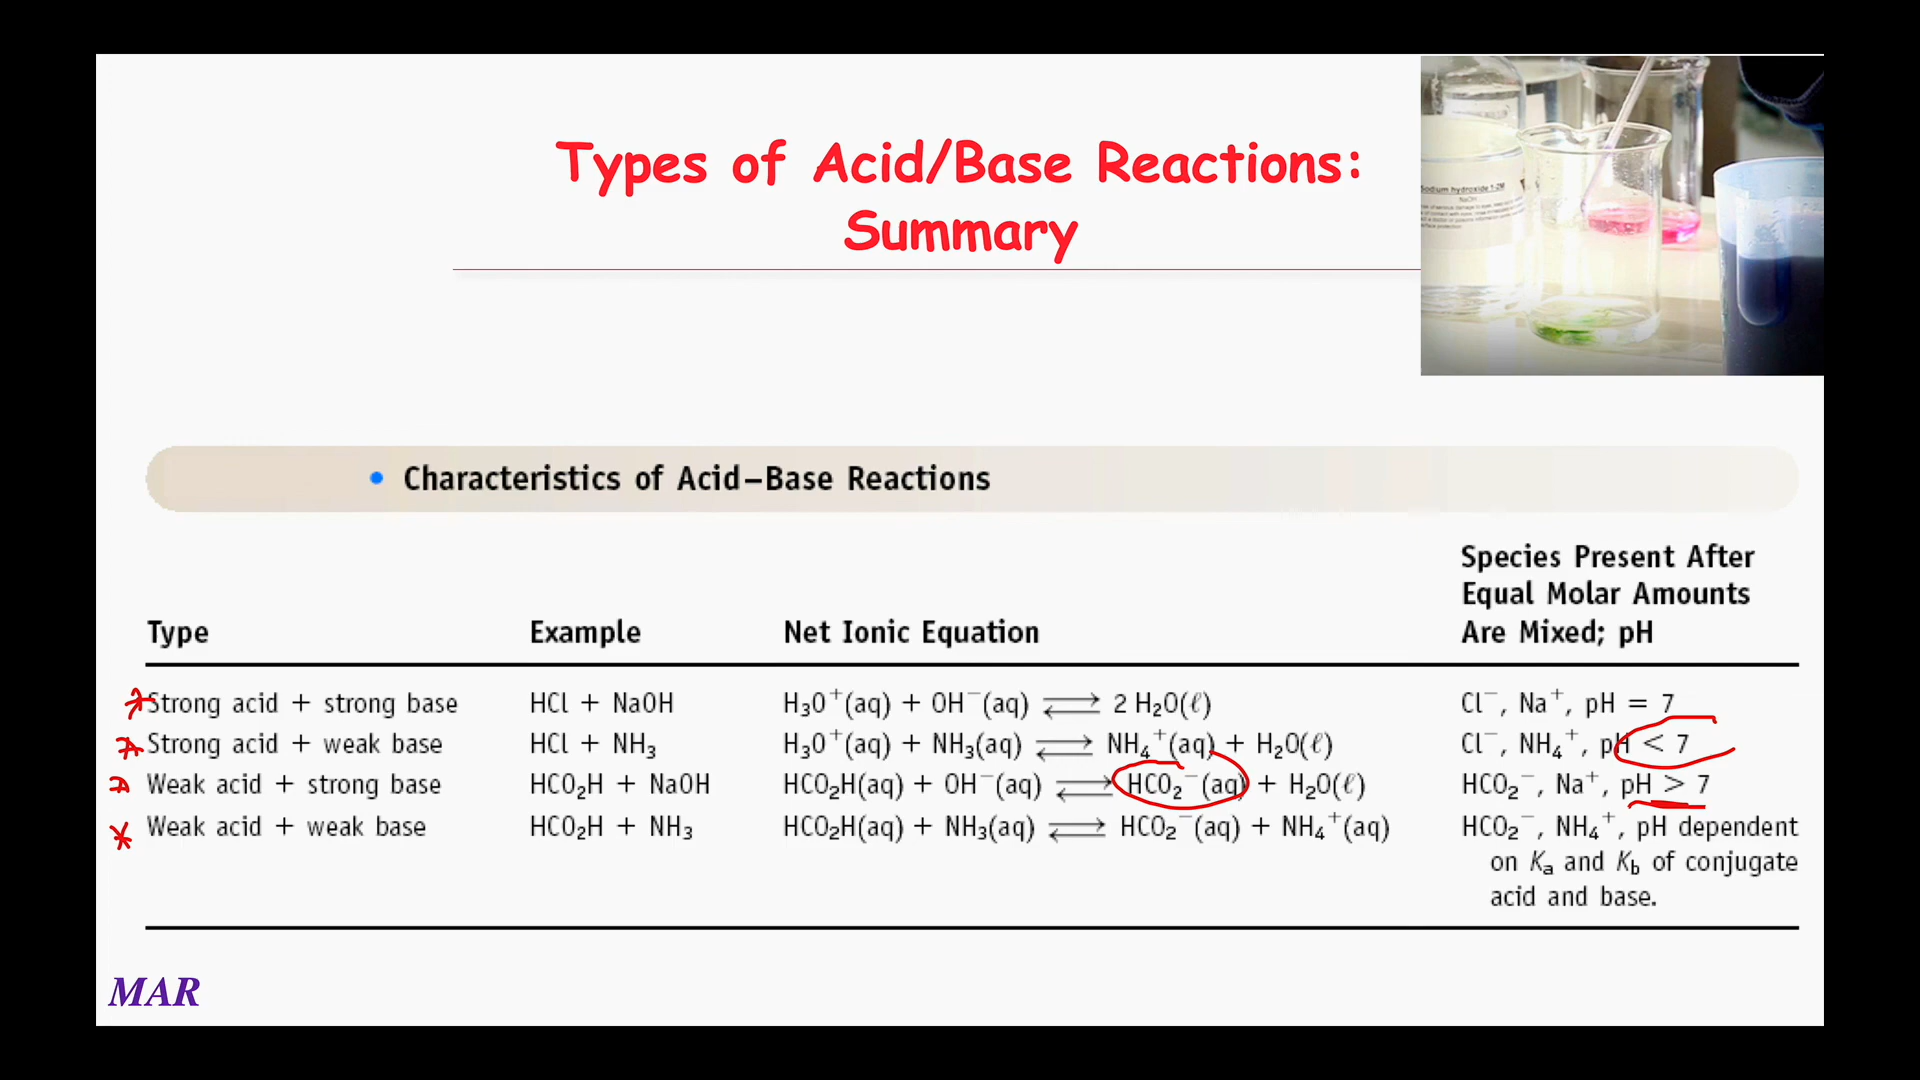 Types of Acid/Base Reactions:
Summary
Sodium hydroxide 1-2M
NaOH
• Characteristics of Acid–Base Reactions
Species Present After
Equal Molar Amounts
Type Example Net Ionic Equation Are Mixed; pH
Strong acid + strong base HCl + NaOH H₃O⁺(aq) + OH⁻(aq) ⇌ 2 H₂O(ℓ) Cl⁻, Na⁺, pH = 7
Strong acid + weak base HCl + NH₃ H₃O⁺(aq) + NH₃(aq) ⇌ NH₄⁺(aq) + H₂O(ℓ) Cl⁻, NH₄⁺, pH < 7
Weak acid + strong base HCO₂H + NaOH HCO₂H(aq) + OH⁻(aq) ⇌ HCO₂⁻(aq) + H₂O(ℓ) HCO₂⁻, Na⁺, pH > 7
Weak acid + weak base HCO₂H + NH₃ HCO₂H(aq) + NH₃(aq) ⇌ HCO₂⁻(aq) + NH₄⁺(aq) HCO₂⁻, NH₄⁺, pH dependent
on Kₐ and K_b of conjugate
acid and base.
MAR